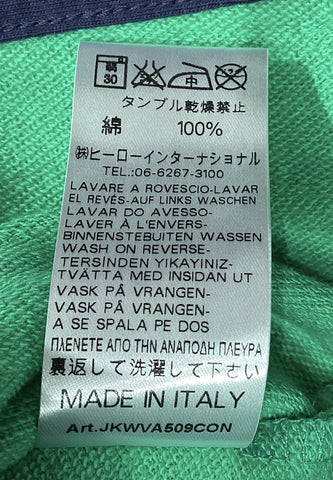 弱
30
タンブル乾燥禁止
綿 100%
㈱ヒーローインターナショナル
TEL.:06-6267-3100
LAVARE A ROVESCIO-LAVAR
EL REVÉS-AUF LINKS WASCHEN
LAVAR DO AVESSO-
LAVER À L'ENVERS-
BINNENSTEBUITEN WASSEN
WASH ON REVERSE-
TERSİNDEN YIKAYINIZ-
TVÄTTA MED INSIDAN UT
VASK PÅ VRANGEN-
VASK PÅ VRANGEN-
A SE SPALA PE DOS
ΠΛΕΝΕΤΕ ΑΠΟ ΤΗΝ ΑΝΑΠΟΔΗ ΠΛΕΥΡΑ
裏返して洗濯して下さい
MADE IN ITALY
Art.JKWVA509CON